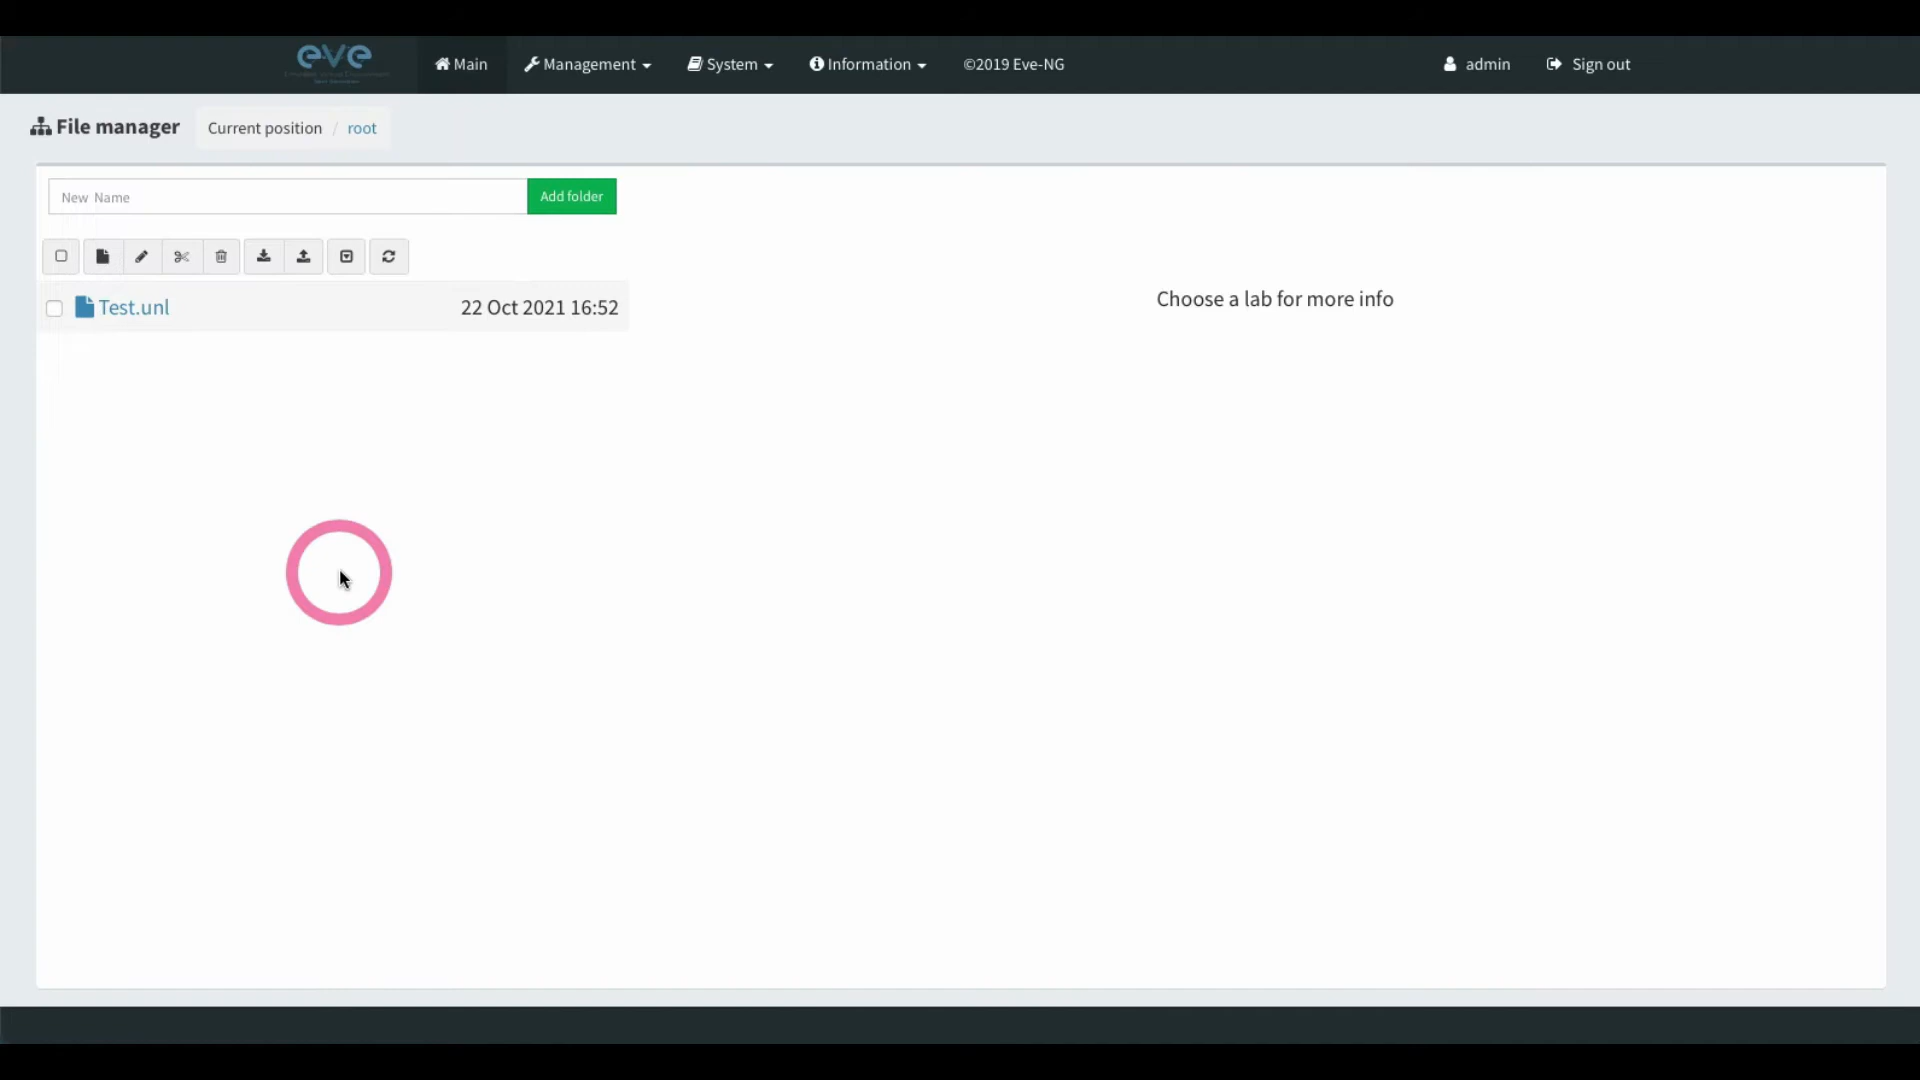 eve
Main
Management
System
Information
©2019 Eve-NG
admin
Sign out
File manager
Current position / root
New Name
Add folder
Test.unl
22 Oct 2021 16:52
Choose a lab for more info